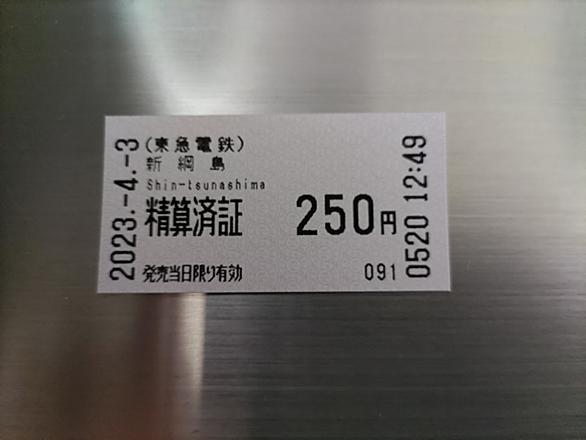 2023.-4.-3
(東急電鉄)
新綱島
Shin-tsunashima
精算済証 250円
発売当日限り有効 091
0520 12:49